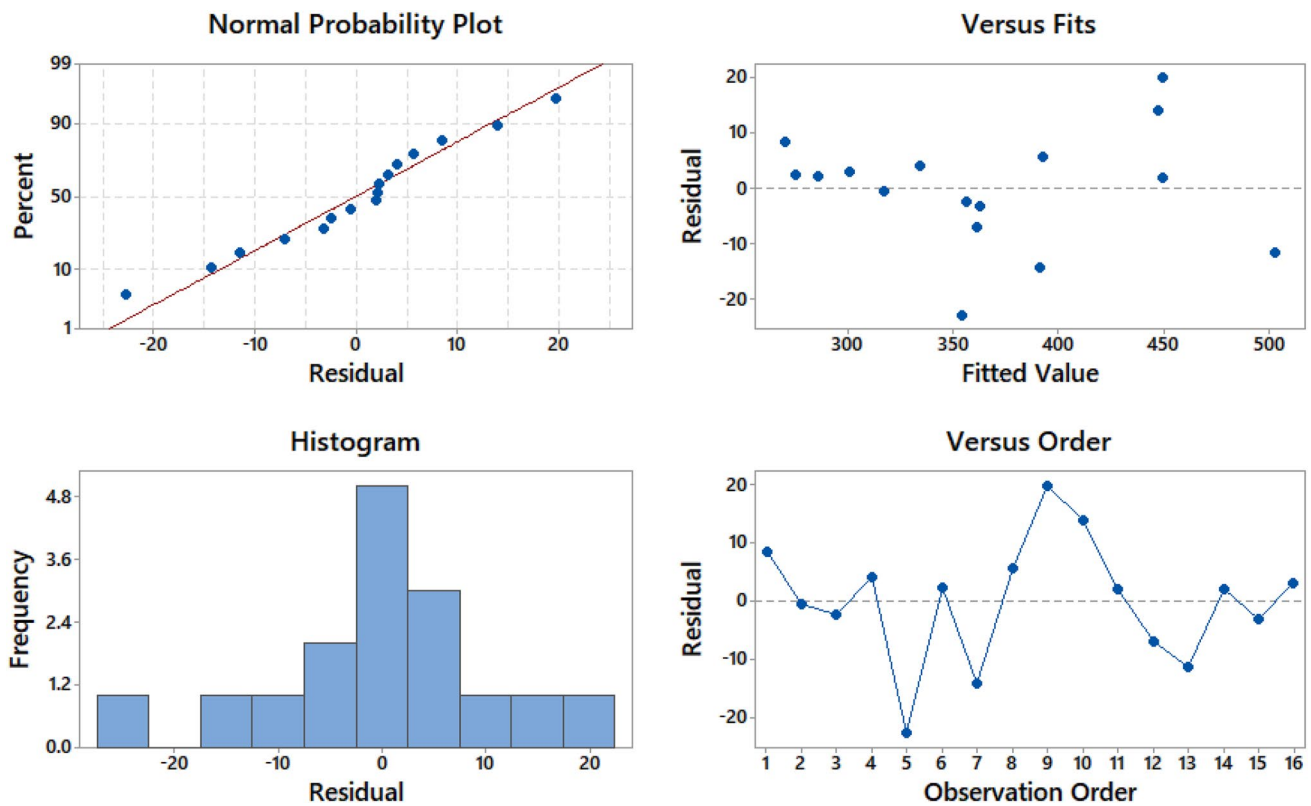 Normal Probability Plot
99
90
50
10
1
Percent
-20 -10 0 10 20
Residual
Versus Fits
20
10
0
-10
-20
Residual
300 350 400 450 500
Fitted Value
Histogram
4.8
3.6
2.4
1.2
0.0
Frequency
-20 -10 0 10 20
Residual
Versus Order
20
10
0
-10
-20
Residual
1 2 3 4 5 6 7 8 9 10 11 12 13 14 15 16
Observation Order